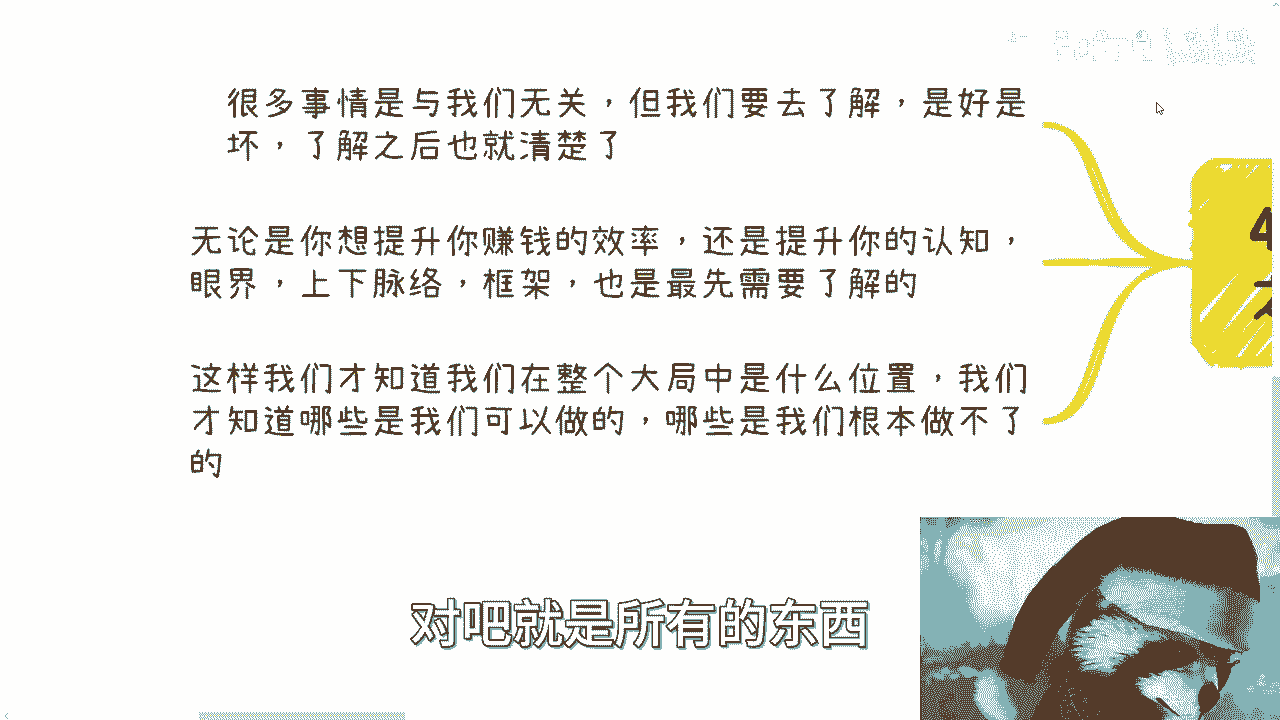 很多事情是与我们无关，但我们要去了解，是好是
坏，了解之后也就清楚了
无论是你想提升你赚钱的效率，还是提升你的认知，
眼界，上下脉络，框架，也是最先需要了解的
这样我们才知道我们在整个大局中是什么位置，我们
才知道哪些是我们可以做的，哪些是我们根本做不了
的
对吧就是所有的东西